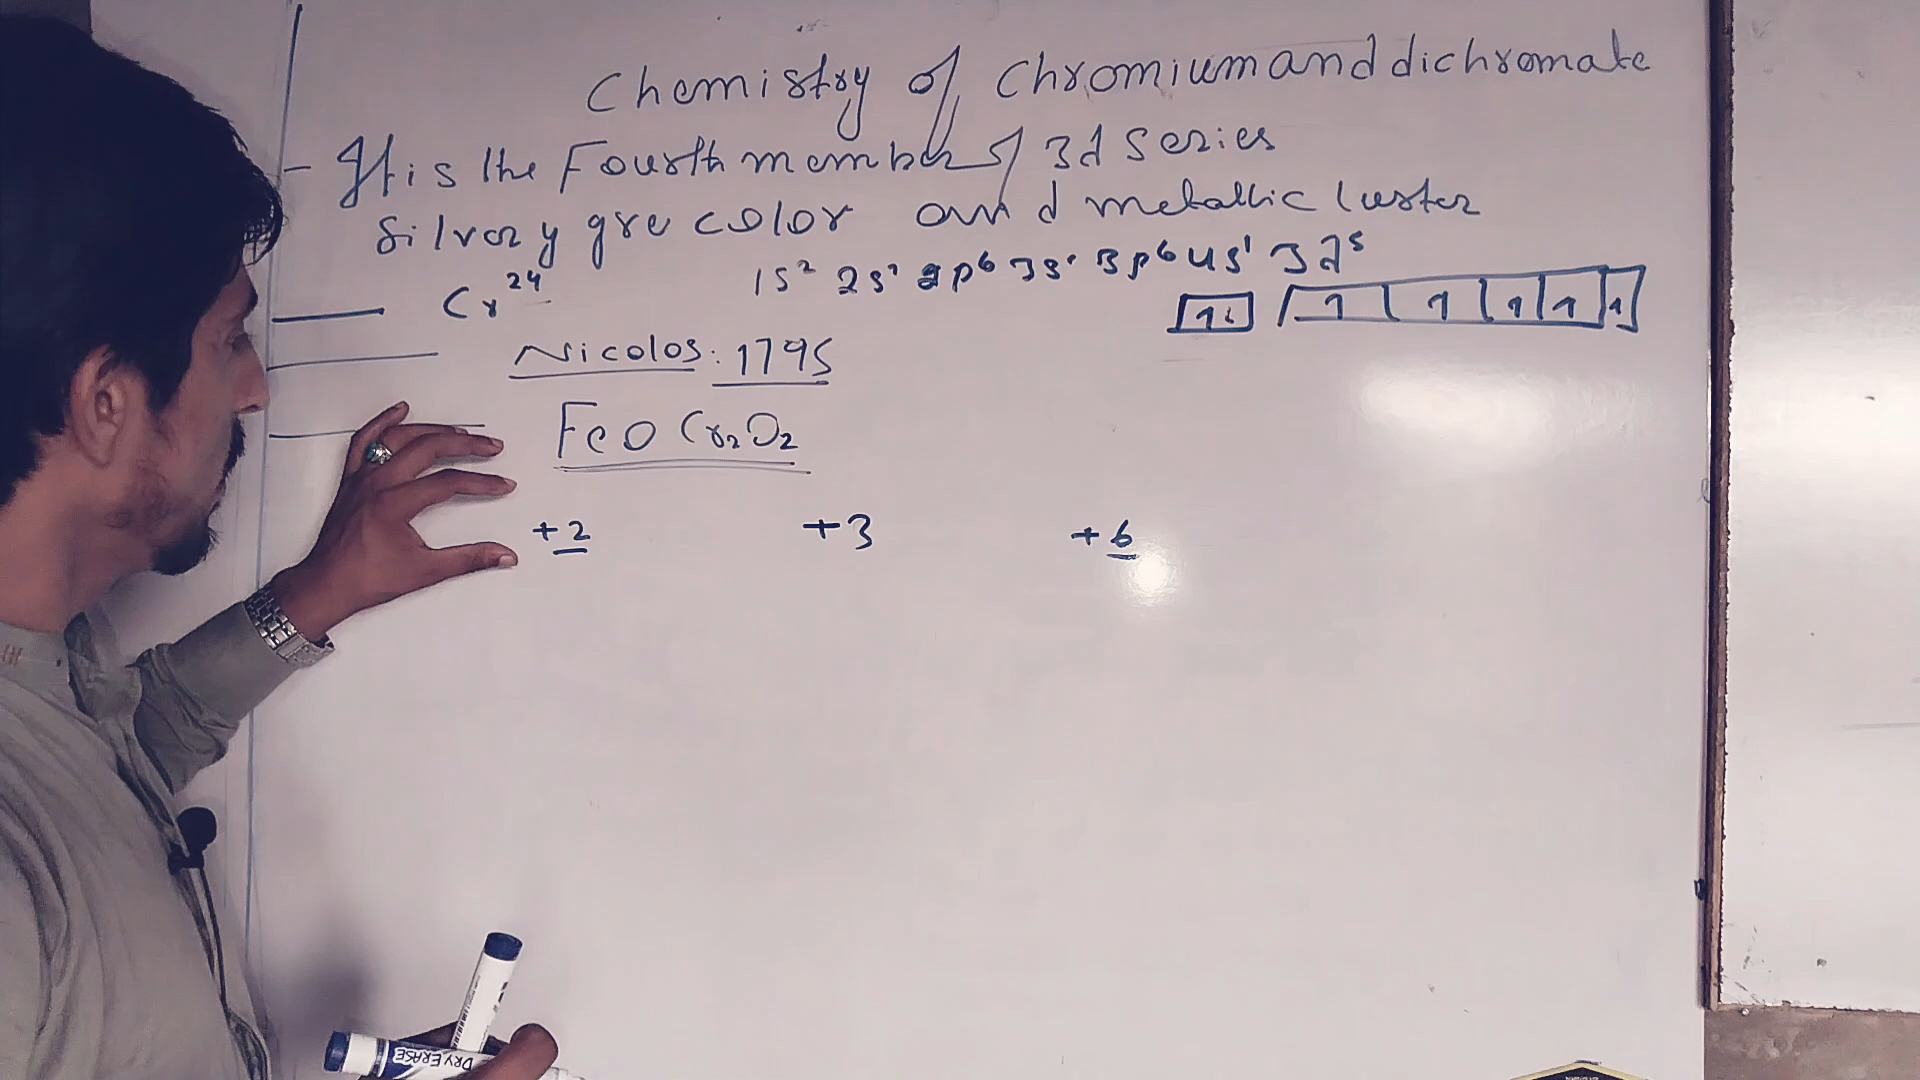 Chemistry of Chromium and dichromate
- It is the Fourth member of 3d series
Silvery gre color and metallic luster
Cr 24 1s² 2s² 2p⁶ 3s² 3p⁶ 4s¹ 3d⁵
Nicolos: 1795
FeO Cr₂O₂
+2 +3 +6
DRY ERASE